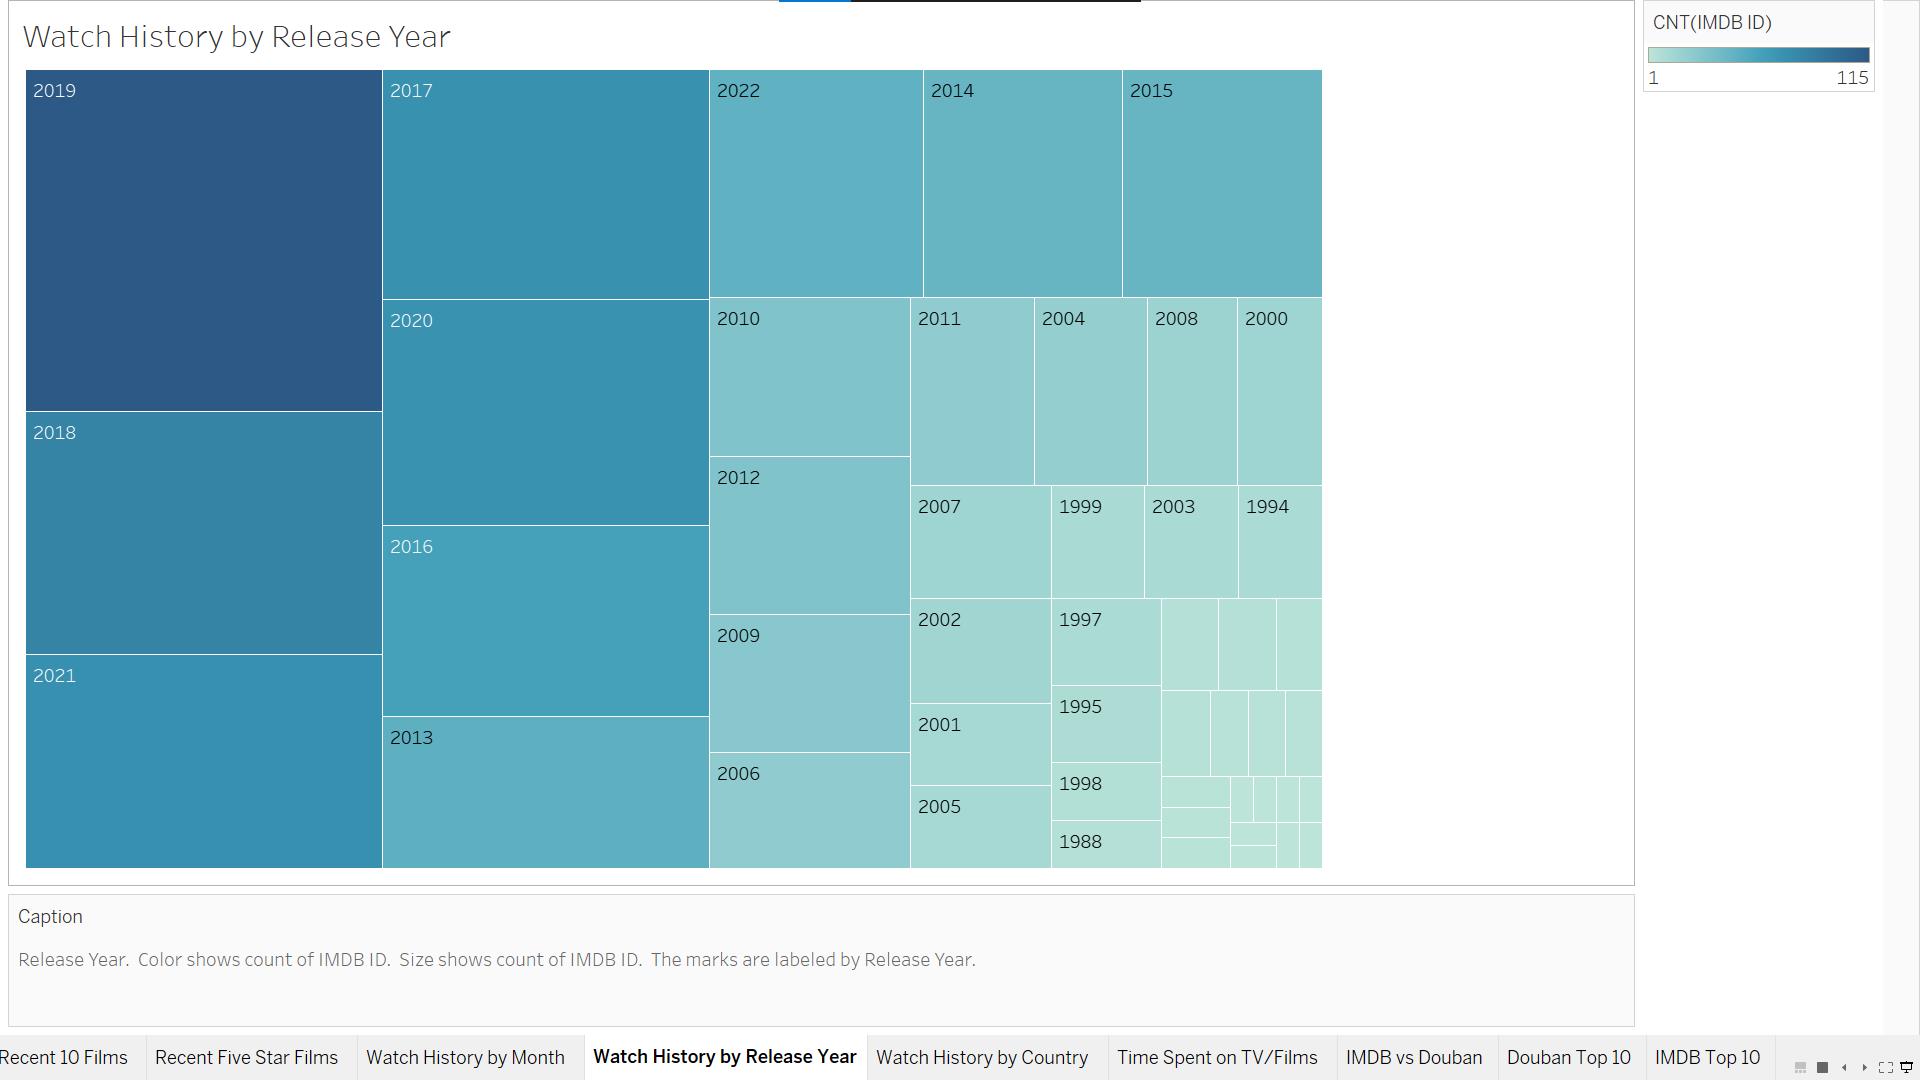 Watch History by Release Year
CNT(IMDB ID)
1 115
2019
2017
2022
2014
2015
2010
2011
2004
2008
2000
2020
2018
2012
2007
1999
2003
1994
2016
2009
2002
1997
2021
2001
1995
2013
2006
2005
1998
1988
Caption
Release Year. Color shows count of IMDB ID. Size shows count of IMDB ID. The marks are labeled by Release Year.
Recent 10 Films
Recent Five Star Films
Watch History by Month
Watch History by Release Year
Watch History by Country
Time Spent on TV/Films
IMDB vs Douban
Douban Top 10
IMDB Top 10